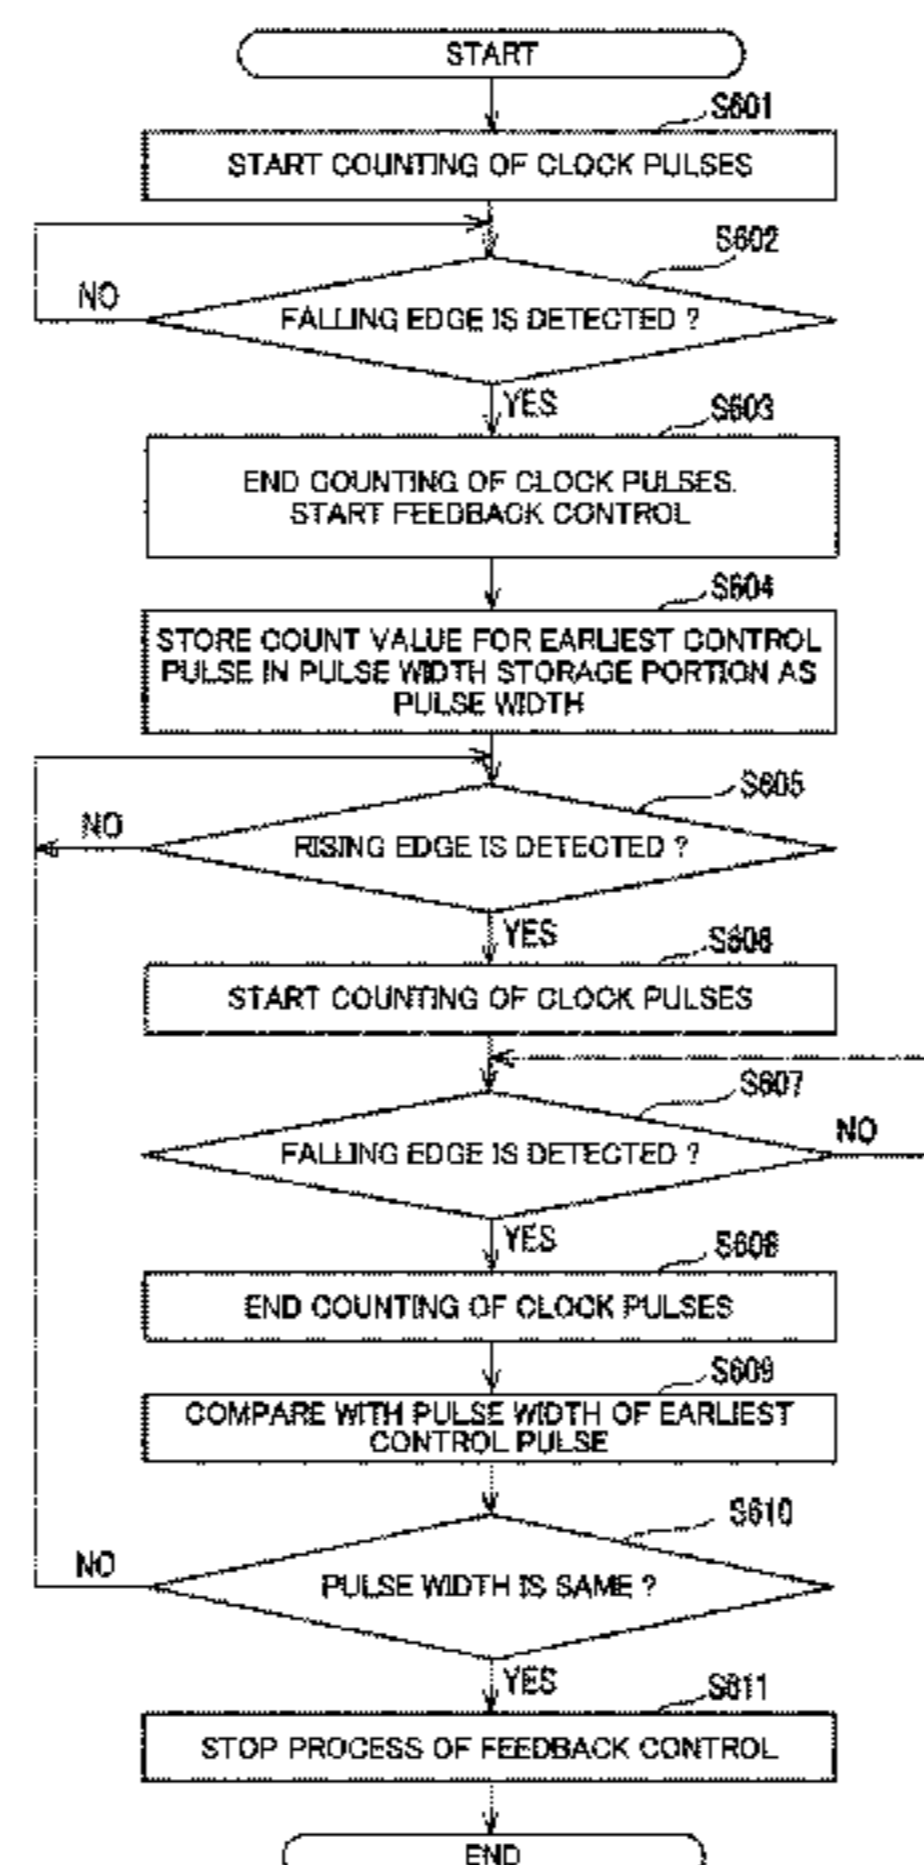 START
S601
START COUNTING OF CLOCK PULSES
S602
NO
FALLING EDGE IS DETECTED ?
YES
S603
END COUNTING OF CLOCK PULSES.
START FEEDBACK CONTROL
S604
STORE COUNT VALUE FOR EARLIEST CONTROL
PULSE IN PULSE WIDTH STORAGE PORTION AS
PULSE WIDTH
S605
NO
RISING EDGE IS DETECTED ?
YES
S606
START COUNTING OF CLOCK PULSES
S607
NO
FALLING EDGE IS DETECTED ?
YES
S608
END COUNTING OF CLOCK PULSES
S609
COMPARE WITH PULSE WIDTH OF EARLIEST
CONTROL PULSE
S610
NO
PULSE WIDTH IS SAME ?
YES
S611
STOP PROCESS OF FEEDBACK CONTROL
END